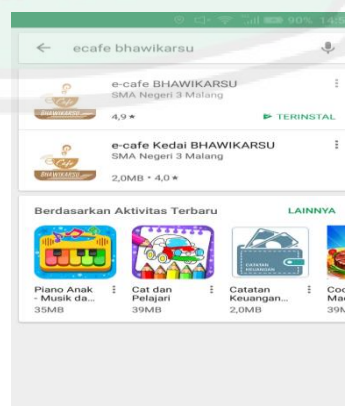 90% 14:5
ecafe bhawikarsu
e-cafe BHAWIKARSU
SMA Negeri 3 Malang
4,9 ★ TERINSTAL
e-cafe Kedai BHAWIKARSU
SMA Negeri 3 Malang
2,0MB • 4,0 ★
Berdasarkan Aktivitas Terbaru LAINNYA
Piano Anak Cat dan Catatan Coo
- Musik da... Pelajari Keuangan... Ma
35MB 39MB 2,0MB 39M